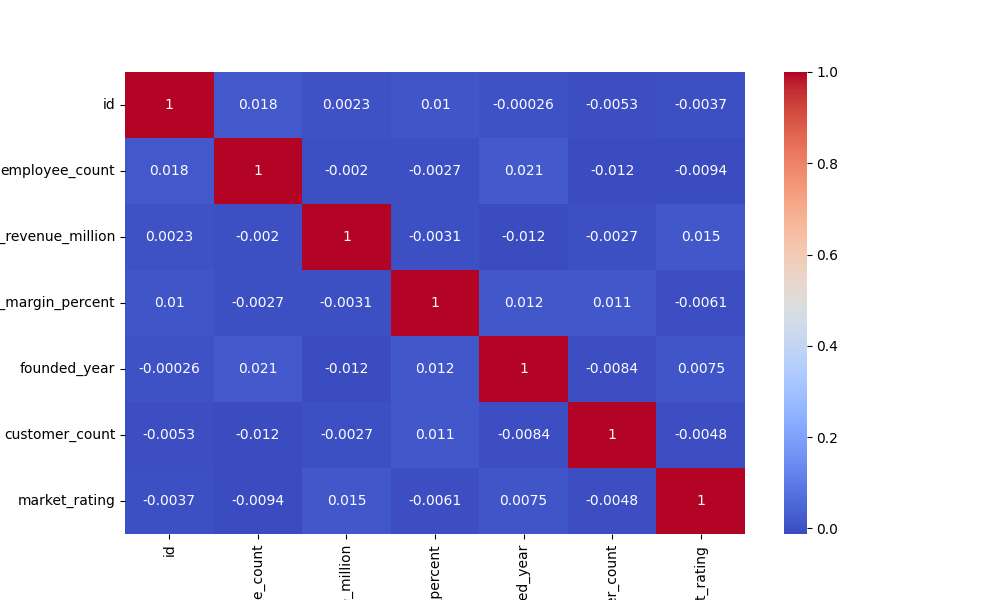 1.0
id 1 0.018 0.0023 0.01 -0.00026 -0.0053 -0.0037
employee_count 0.018 1 -0.002 -0.0027 0.021 -0.012 -0.0094
0.8
_revenue_million 0.0023 -0.002 1 -0.0031 -0.012 -0.0027 0.015
0.6
_margin_percent 0.01 -0.0027 -0.0031 1 0.012 0.011 -0.0061
0.4
founded_year -0.00026 0.021 -0.012 0.012 1 -0.0084 0.0075
customer_count -0.0053 -0.012 -0.0027 0.011 -0.0084 1 -0.0048
0.2
market_rating -0.0037 -0.0094 0.015 -0.0061 0.0075 -0.0048 1
0.0
id
e_count
_million
percent
ed_year
er_count
t_rating